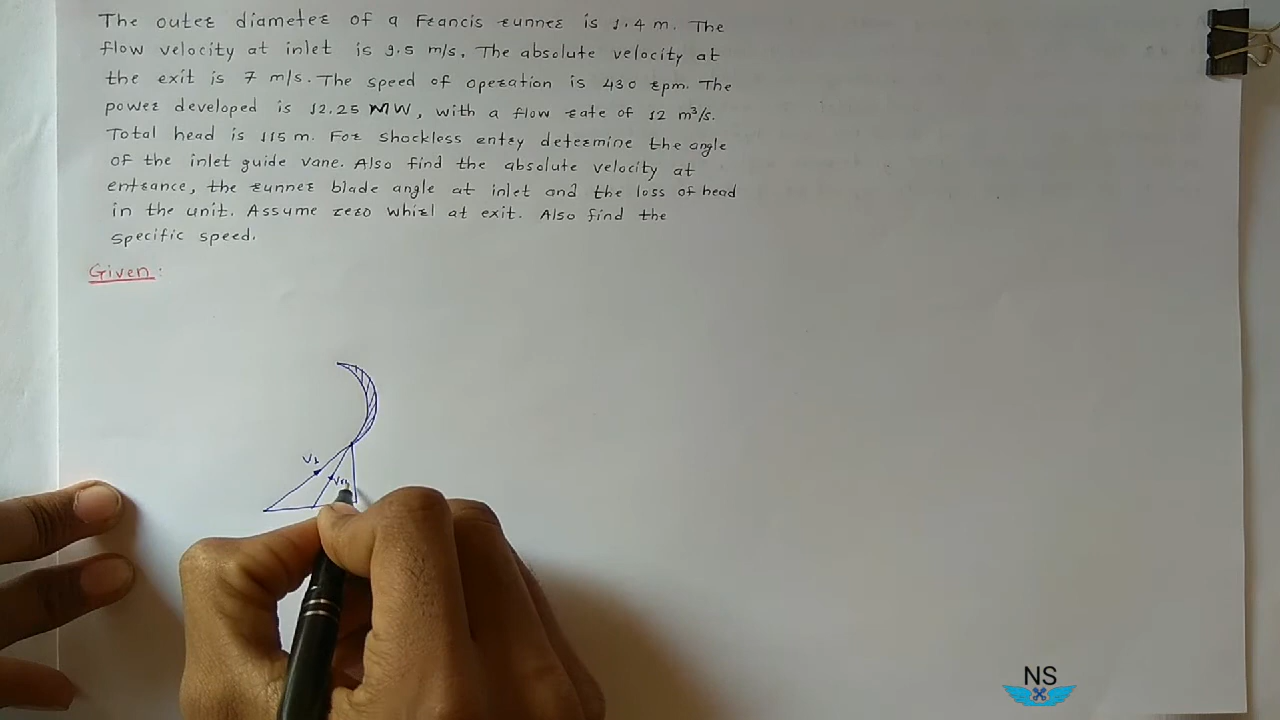 The outer diameter of a Francis runner is 1.4 m. The
flow velocity at inlet is 9.5 m/s. The absolute velocity at
the exit is 7 m/s. The speed of operation is 430 rpm. The
power developed is 12.25 MW, with a flow rate of 12 m³/s.
Total head is 115 m. For shockless entry determine the angle
of the inlet guide vane. Also find the absolute velocity at
entrance, the runner blade angle at inlet and the loss of head
in the unit. Assume zero whirl at exit. Also find the
specific speed.
Given:
V₁
Vr₁
NS